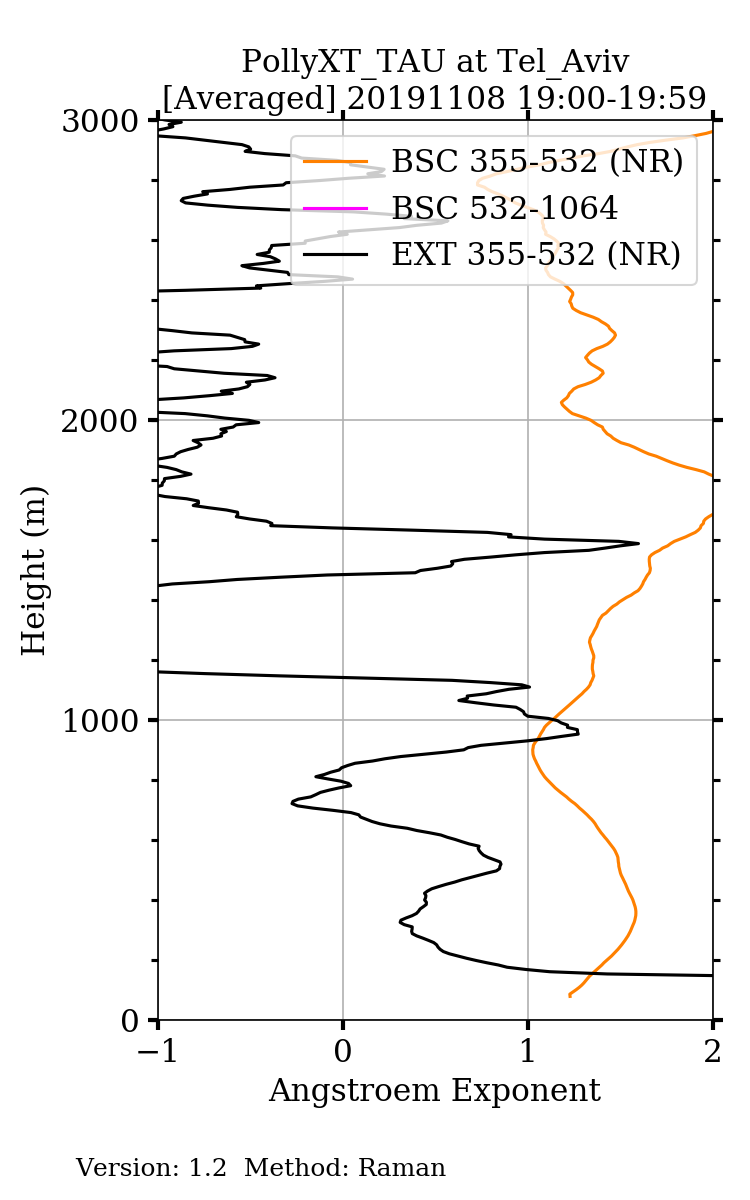 PollyXT_TAU at Tel_Aviv
[Averaged] 20191108 19:00-19:59
3000
BSC 355-532 (NR)
BSC 532-1064
EXT 355-532 (NR)
2000
Height (m)
1000
0
−1 0 1 2
Angstroem Exponent
Version: 1.2 Method: Raman